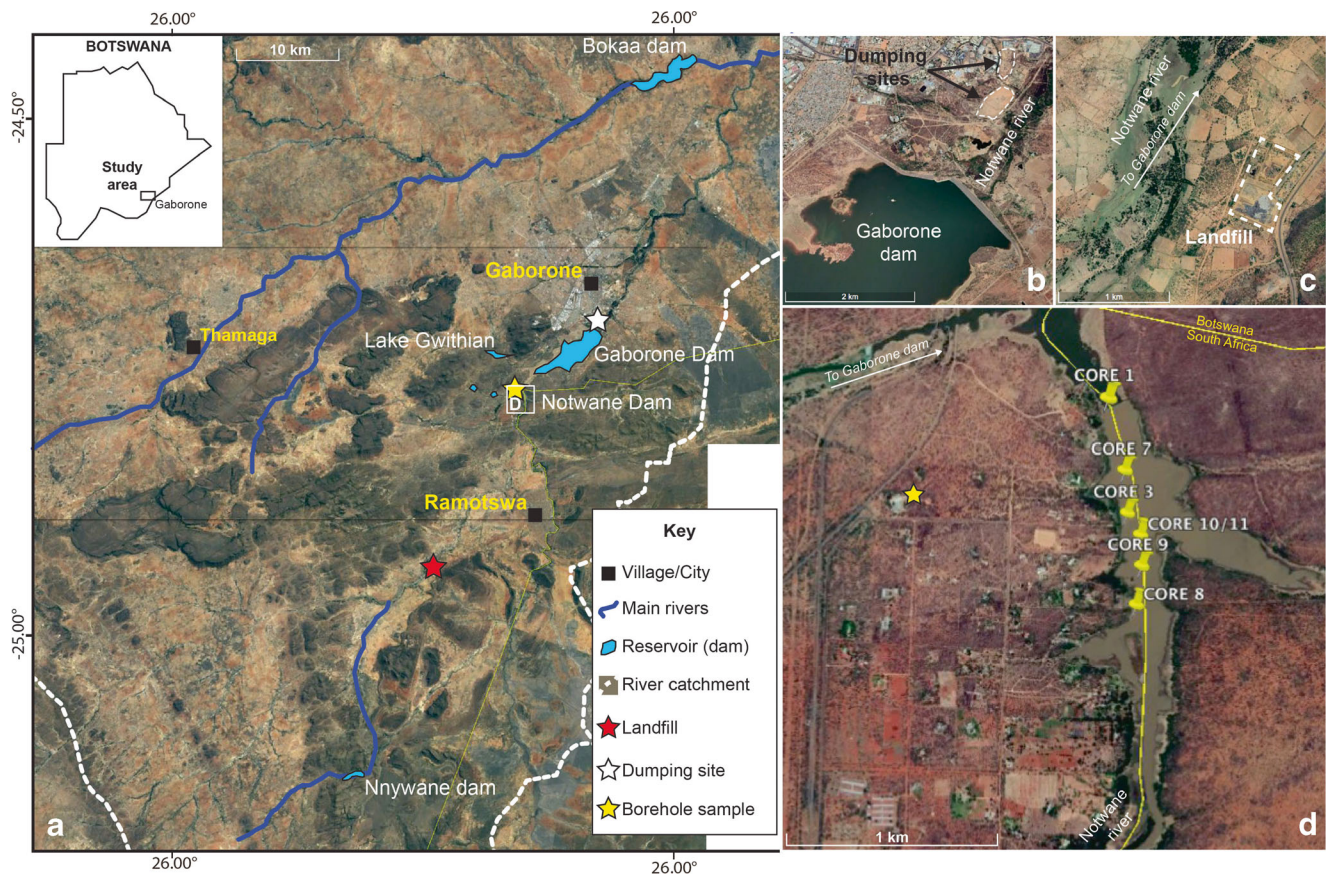 26.00°
26.00°
BOTSWANA
Study
area
Gaborone
10 km
Bokaa dam
-24.50°
Gaborone
Thamaga
Lake Gwithian
Gaborone Dam
D
Notwane Dam
Ramotswa
-25.00°
Nnywane dam
Key
Village/City
Main rivers
Reservoir (dam)
River catchment
Landfill
Dumping site
Borehole sample
a
26.00°
26.00°
Dumping
sites
Notwane river
Gaborone
dam
2 km
b
Notwane river
To Gaborone dam
Landfill
1 km
c
To Gaborone dam
Botswana
South Africa
CORE 1
CORE 7
CORE 3
CORE 10/11
CORE 9
CORE 8
Notwane
river
1 km
d